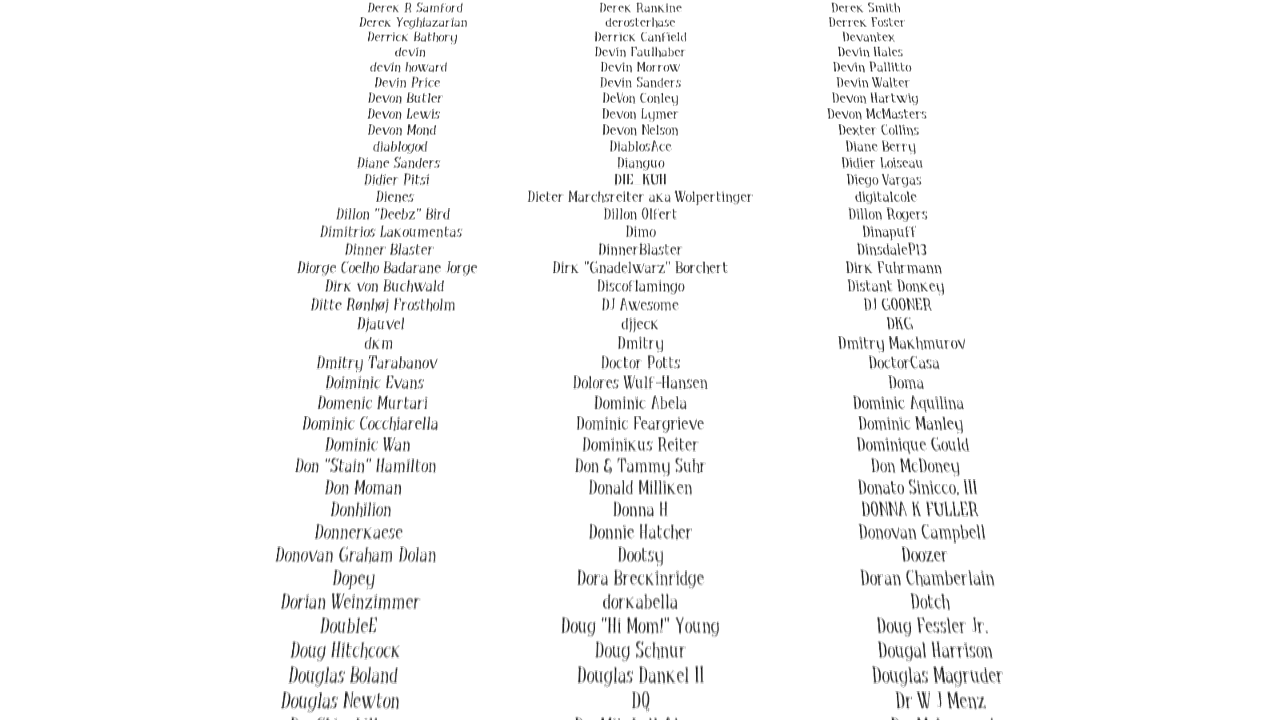 Derek R Samford Derek Rankine Derek Smith
Derek Yeghiazarian derosterhase Derrek Foster
Derrick Bathory Derrick Canfield Devantex
devin Devin Faulhaber Devin Hales
devin howard Devin Morrow Devin Pallitto
Devin Price Devin Sanders Devin Walter
Devon Butler DeVon Conley Devon Hartwig
Devon Lewis Devon Lymer Devon McMasters
Devon Mond Devon Nelson Dexter Collins
diablogod DiablosAce Diane Berry
Diane Sanders Dianguo Didier Loiseau
Didier Pitsi DIE_KUH Diego Vargas
Dienes Dieter Marchsreiter aka Wolpertinger digitalcole
Dillon "Deebz" Bird Dillon Olfert Dillon Rogers
Dimitrios Lakoumentas Dimo Dinapuff
Dinner Blaster DinnerBlaster DinsdaleP13
Diorge Coelho Badarane Jorge Dirk "Gnadelwarz" Borchert Dirk Fuhrmann
Dirk von Buchwald Discoflamingo Distant Donkey
Ditte Rønhøj Frostholm DJ Awesome DJ GOONER
Djauvel djjeck DKG
dkm Dmitry Dmitry Makhmurov
Dmitry Tarabanov Doctor Potts DoctorCasa
Doiminic Evans Dolores Wulf-Hansen Doma
Domenic Murtari Dominic Abela Dominic Aquilina
Dominic Cocchiarella Dominic Feargrieve Dominic Manley
Dominic Wan Dominikus Reiter Dominique Gould
Don "Stain" Hamilton Don & Tammy Suhr Don McDoney
Don Moman Donald Milliken Donato Sinicco, III
Donhilion Donna H DONNA K FULLER
Donnerkaese Donnie Hatcher Donovan Campbell
Donovan Graham Dolan Dootsy Doozer
Dopey Dora Breckinridge Doran Chamberlain
Dorian Weinzimmer dorkabella Dotch
DoubleE Doug "Hi Mom!" Young Doug Fessler Jr.
Doug Hitchcock Doug Schnur Dougal Harrison
Douglas Boland Douglas Dankel II Douglas Magruder
Douglas Newton DQ Dr W J Menz